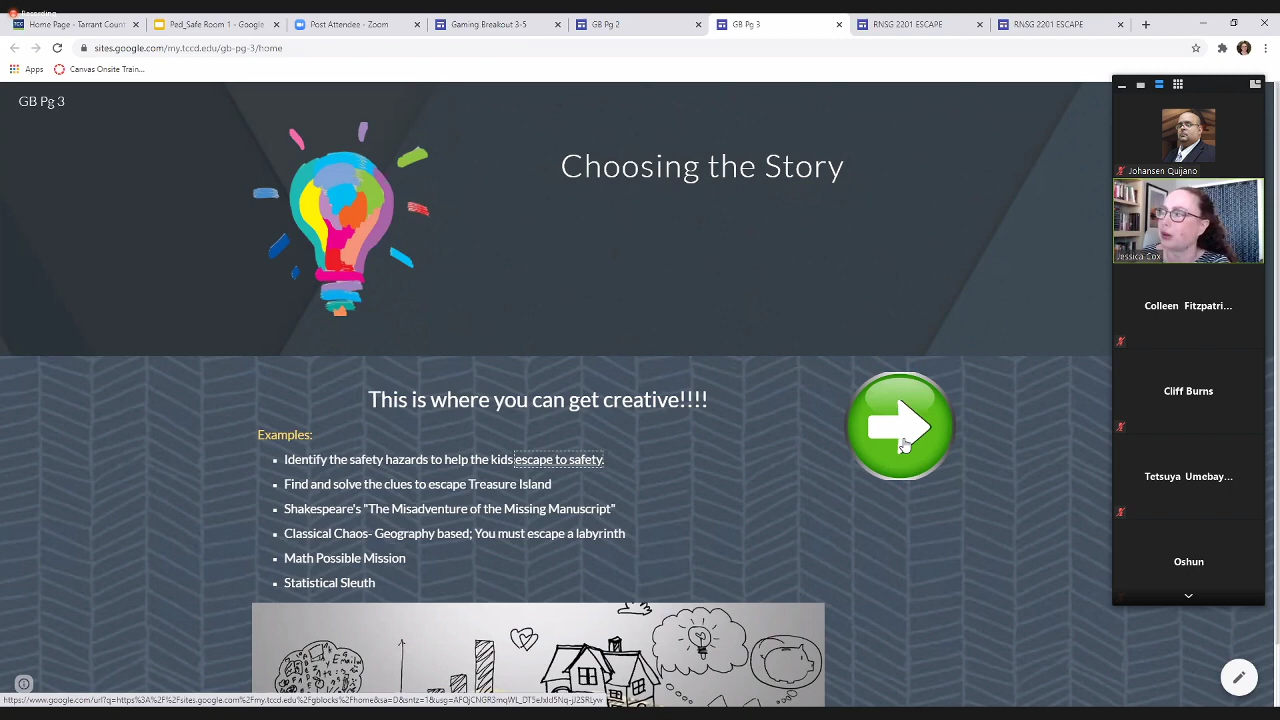 Recording
Home Page - Tarrant Count
Ped_Safe Room 1 - Google
Post Attendee - Zoom
Gaming Breakout 3-5
GB Pg 2
GB Pg 3
RNSG 2201 ESCAPE
RNSG 2201 ESCAPE
sites.google.com/my.tccd.edu/gb-pg-3/home
Apps
Canvas Onsite Train...
GB Pg 3
Choosing the Story
Johansen Quijano
Jessica Cox
Colleen Fitzpatri...
Cliff Burns
Tetsuya Umebay...
Oshun
This is where you can get creative!!!!
Examples:
Identify the safety hazards to help the kids escape to safety.
Find and solve the clues to escape Treasure Island
Shakespeare's "The Misadventure of the Missing Manuscript"
Classical Chaos- Geography based; You must escape a labyrinth
Math Possible Mission
Statistical Sleuth